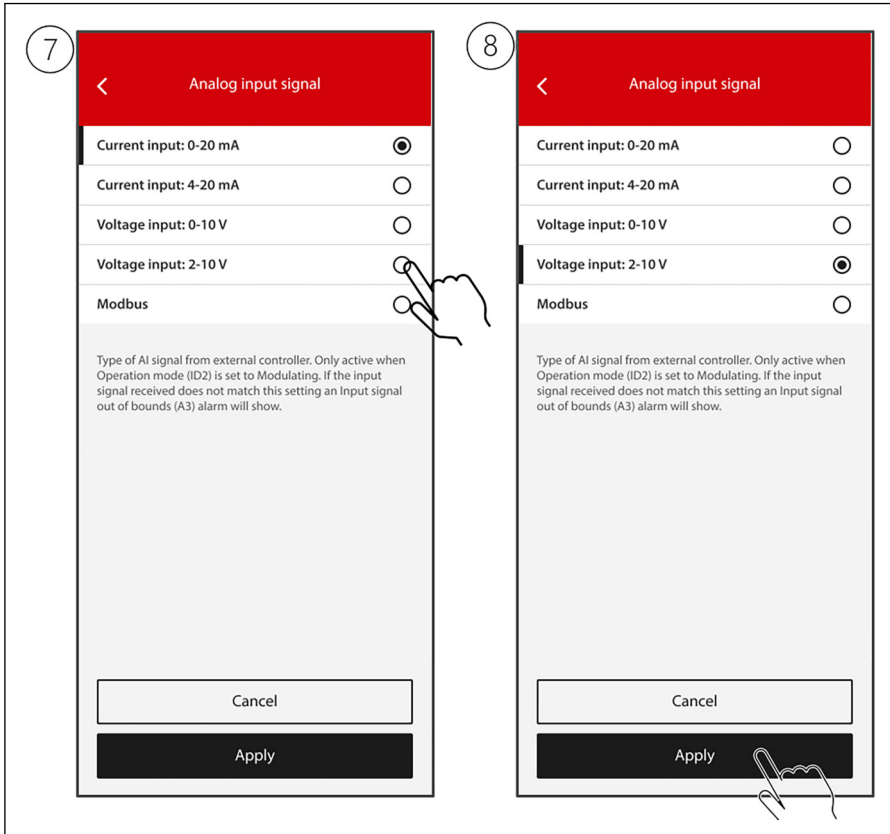 7
Analog input signal
Current input: 0-20 mA
Current input: 4-20 mA
Voltage input: 0-10 V
Voltage input: 2-10 V
Modbus
Type of AI signal from external controller. Only active when
Operation mode (ID2) is set to Modulating. If the input
signal received does not match this setting an Input signal
out of bounds (A3) alarm will show.
Cancel
Apply
8
Analog input signal
Current input: 0-20 mA
Current input: 4-20 mA
Voltage input: 0-10 V
Voltage input: 2-10 V
Modbus
Type of AI signal from external controller. Only active when
Operation mode (ID2) is set to Modulating. If the input
signal received does not match this setting an Input signal
out of bounds (A3) alarm will show.
Cancel
Apply